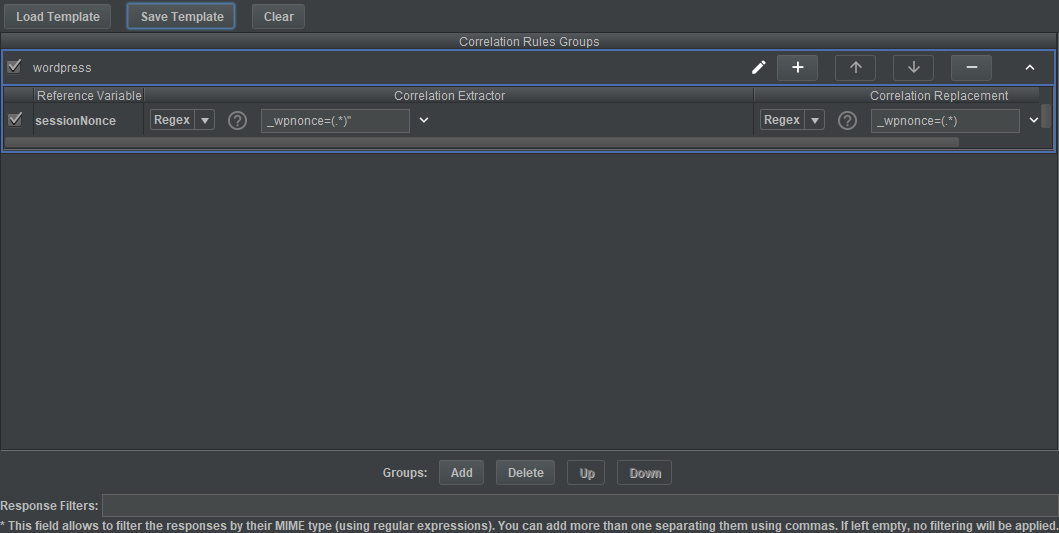 Load Template Save Template Clear
Correlation Rules Groups
wordpress
Reference Variable Correlation Extractor Correlation Replacement
sessionNonce Regex ? _wpnonce=(.*)" Regex ? _wpnonce=(.*)
Groups: Add Delete Up Down
Response Filters:
* This field allows to filter the responses by their MIME type (using regular expressions). You can add more than one separating them using commas. If left empty, no filtering will be applied.